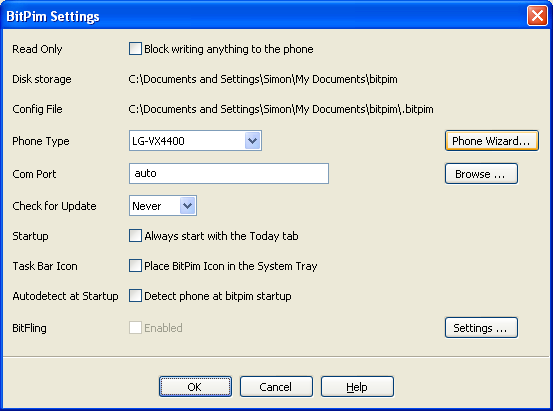 BitPim Settings
Read Only Block writing anything to the phone
Disk storage C:\Documents and Settings\Simon\My Documents\bitpim
Config File C:\Documents and Settings\Simon\My Documents\bitpim\.bitpim
Phone Type LG-VX4400 Phone Wizard...
Com Port auto Browse ...
Check for Update Never
Startup Always start with the Today tab
Task Bar Icon Place BitPim Icon in the System Tray
Autodetect at Startup Detect phone at bitpim startup
BitFling Enabled Settings ...
OK Cancel Help